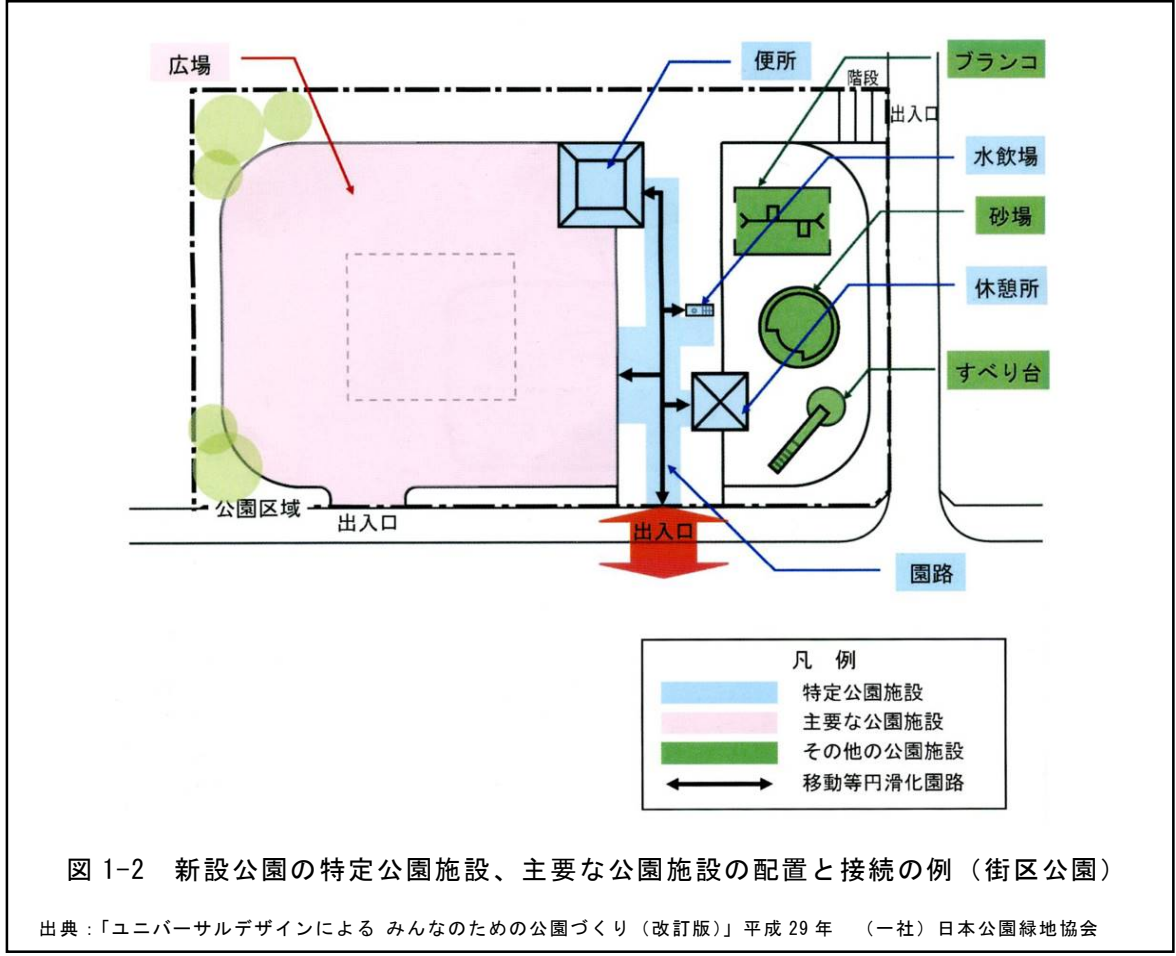 広場
便所
ブランコ
階段
出入口
水飲場
砂場
休憩所
すべり台
公園区域
出入口
出入口
園路
凡 例
特定公園施設
主要な公園施設
その他の公園施設
移動等円滑化園路
図 1-2 新設公園の特定公園施設、主要な公園施設の配置と接続の例（街区公園）
出典：「ユニバーサルデザインによる みんなのための公園づくり（改訂版）」平成 29 年 （一社）日本公園緑地協会